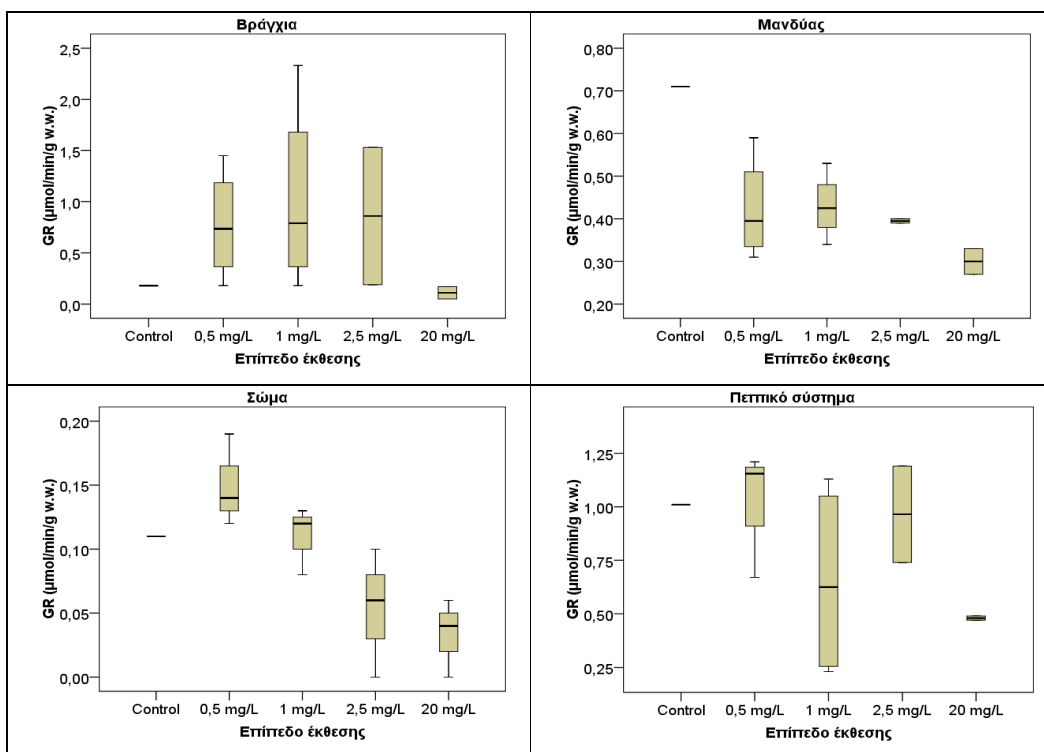 Βράγχια
2,5
2,0
1,5
1,0
0,5
0,0
GR (μmol/min/g w.w.)
Control 0,5 mg/L 1 mg/L 2,5 mg/L 20 mg/L
Επίπεδο έκθεσης
Μανδύας
0,80
0,70
0,60
0,50
0,40
0,30
0,20
GR (μmol/min/g w.w.)
Control 0,5 mg/L 1 mg/L 2,5 mg/L 20 mg/L
Επίπεδο έκθεσης
Σώμα
0,20
0,15
0,10
0,05
0,00
GR (μmol/min/g w.w.)
Control 0,5 mg/L 1 mg/L 2,5 mg/L 20 mg/L
Επίπεδο έκθεσης
Πεπτικό σύστημα
1,25
1,00
0,75
0,50
0,25
GR (μmol/min/g w.w.)
Control 0,5 mg/L 1 mg/L 2,5 mg/L 20 mg/L
Επίπεδο έκθεσης